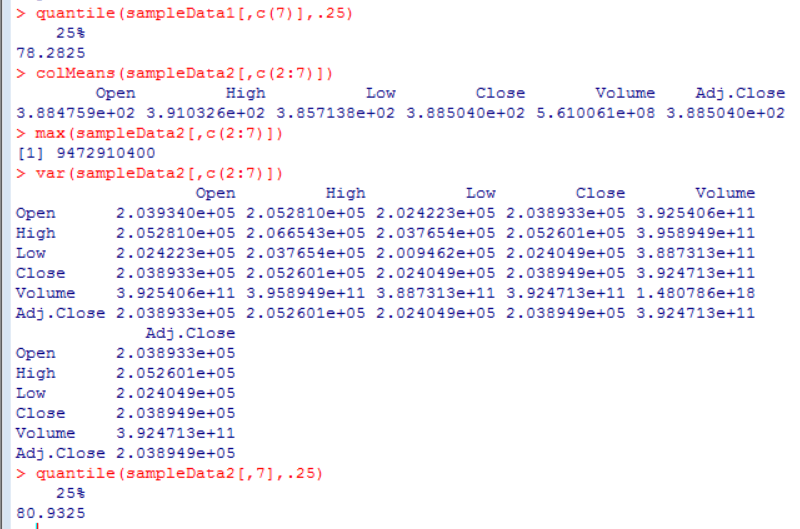 > quantile(sampleData1[,c(7)],.25)
    25%
78.2825
> colMeans(sampleData2[,c(2:7)])
        Open         High          Low        Close       Volume    Adj.Close
3.884759e+02 3.910326e+02 3.857138e+02 3.885040e+02 5.610061e+08 3.885040e+02
> max(sampleData2[,c(2:7)])
[1] 9472910400
> var(sampleData2[,c(2:7)])
                  Open         High          Low        Close       Volume
Open      2.039340e+05 2.052810e+05 2.024223e+05 2.038933e+05 3.925406e+11
High      2.052810e+05 2.066543e+05 2.037654e+05 2.052601e+05 3.958949e+11
Low       2.024223e+05 2.037654e+05 2.009462e+05 2.024049e+05 3.887313e+11
Close     2.038933e+05 2.052601e+05 2.024049e+05 2.038949e+05 3.924713e+11
Volume    3.925406e+11 3.958949e+11 3.887313e+11 3.924713e+11 1.480786e+18
Adj.Close 2.038933e+05 2.052601e+05 2.024049e+05 2.038949e+05 3.924713e+11
             Adj.Close
Open      2.038933e+05
High      2.052601e+05
Low       2.024049e+05
Close     2.038949e+05
Volume    3.924713e+11
Adj.Close 2.038949e+05
> quantile(sampleData2[,7],.25)
    25%
80.9325